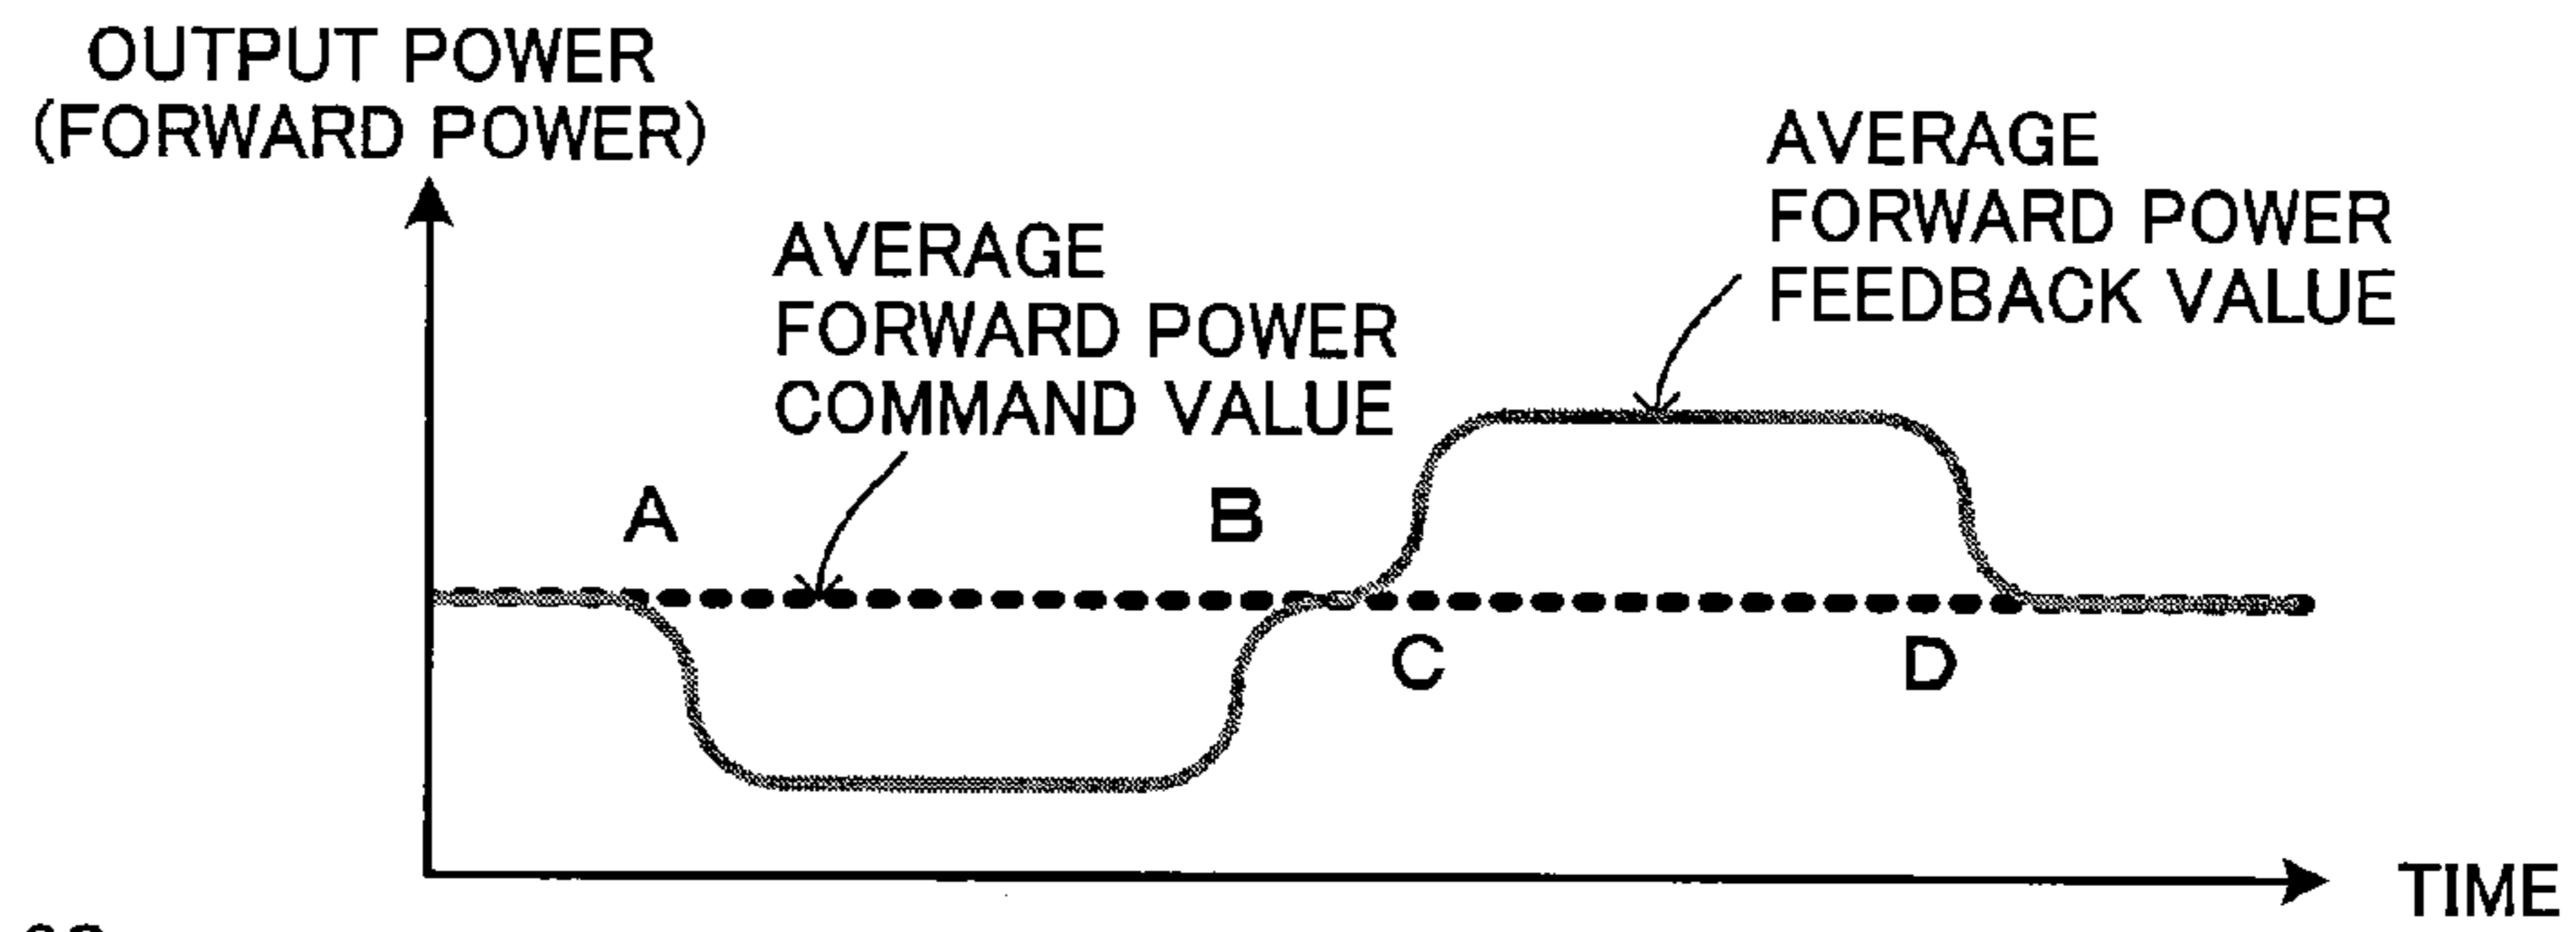 OUTPUT POWER
(FORWARD POWER)
AVERAGE
FORWARD POWER
COMMAND VALUE
AVERAGE
FORWARD POWER
FEEDBACK VALUE
A
B
C
D
TIME